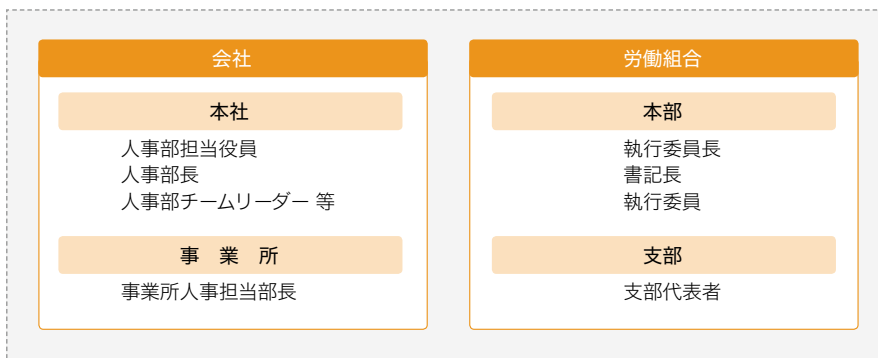 会社
本社
人事部担当役員
人事部長
人事部チームリーダー 等
事　業　所
事業所人事担当部長
労働組合
本部
執行委員長
書記長
執行委員
支部
支部代表者